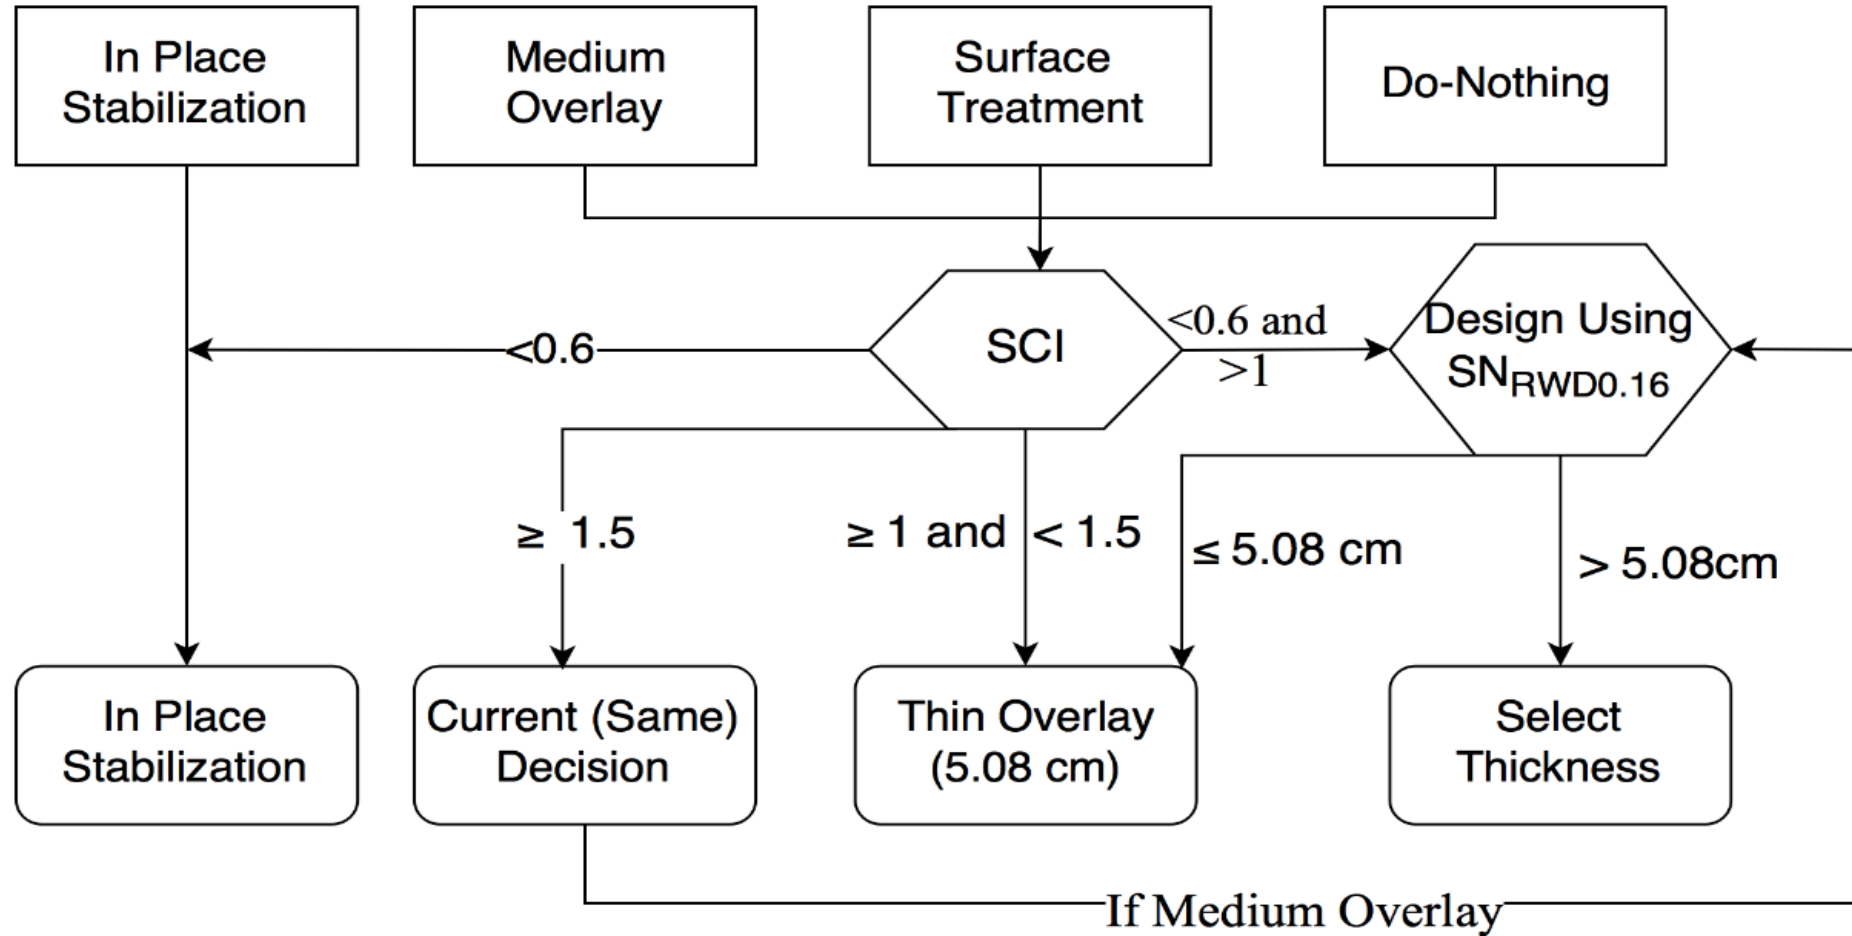 In Place
Stabilization
Medium
Overlay
Surface
Treatment
Do-Nothing
<0.6
SCI
<0.6 and
>1
Design Using
SNRWD0.16
≥ 1.5
≥ 1 and
< 1.5
≤ 5.08 cm
> 5.08cm
In Place
Stabilization
Current (Same)
Decision
Thin Overlay
(5.08 cm)
Select
Thickness
If Medium Overlay